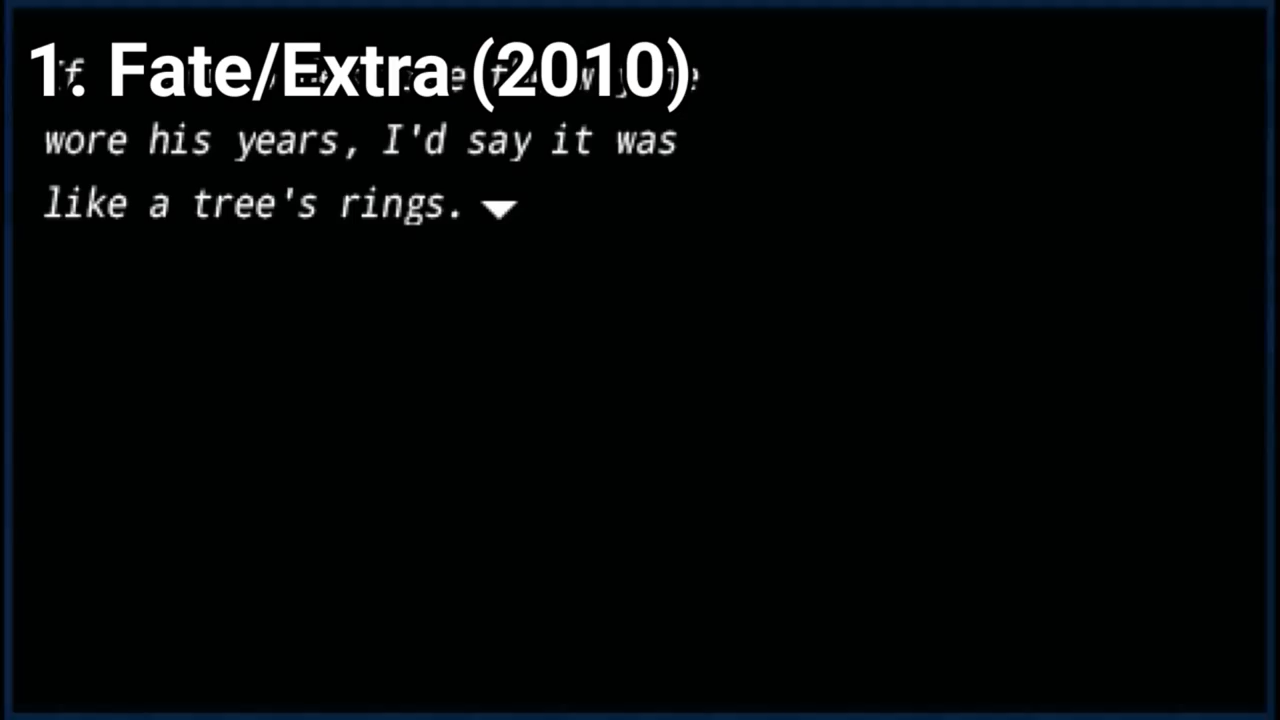 1. Fate/Extra (2010)
wore his years, I'd say it was
like a tree's rings.